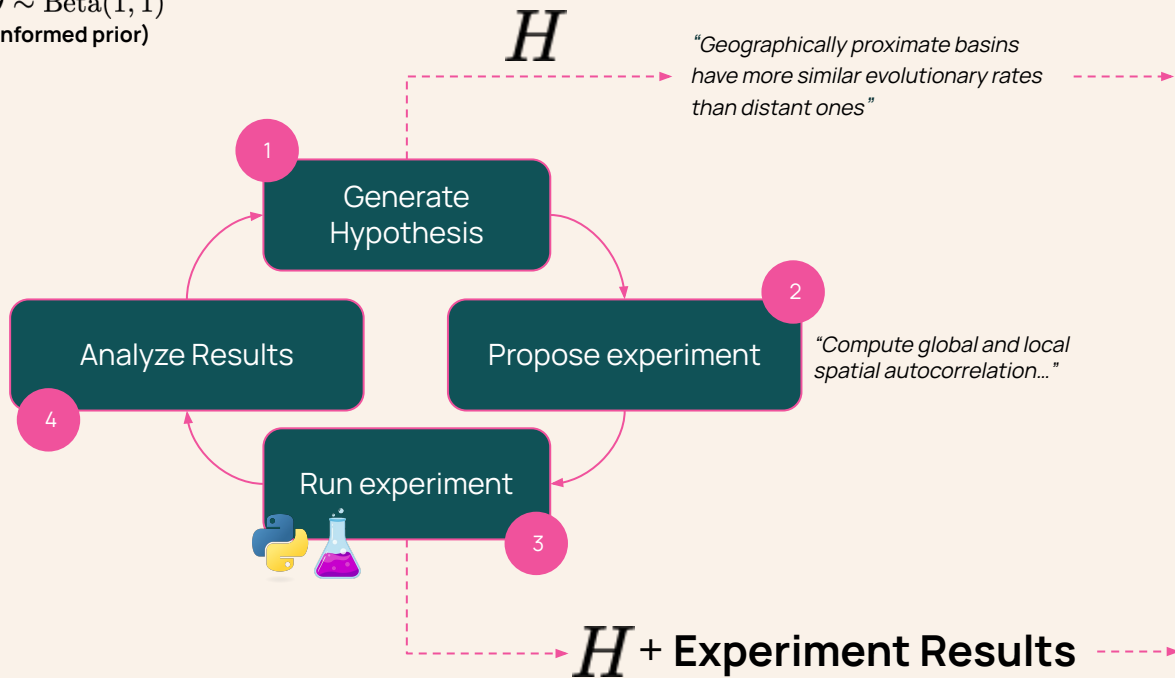 ∼ Beta(1, 1)
prior)
H
“Geographically proximate basins
have more similar evolutionary rates
than distant ones”
1
Generate
Hypothesis
2
Analyze Results
Propose experiment
“Compute global and local
spatial autocorrelation…”
4
Run experiment
3
H + Experiment Results